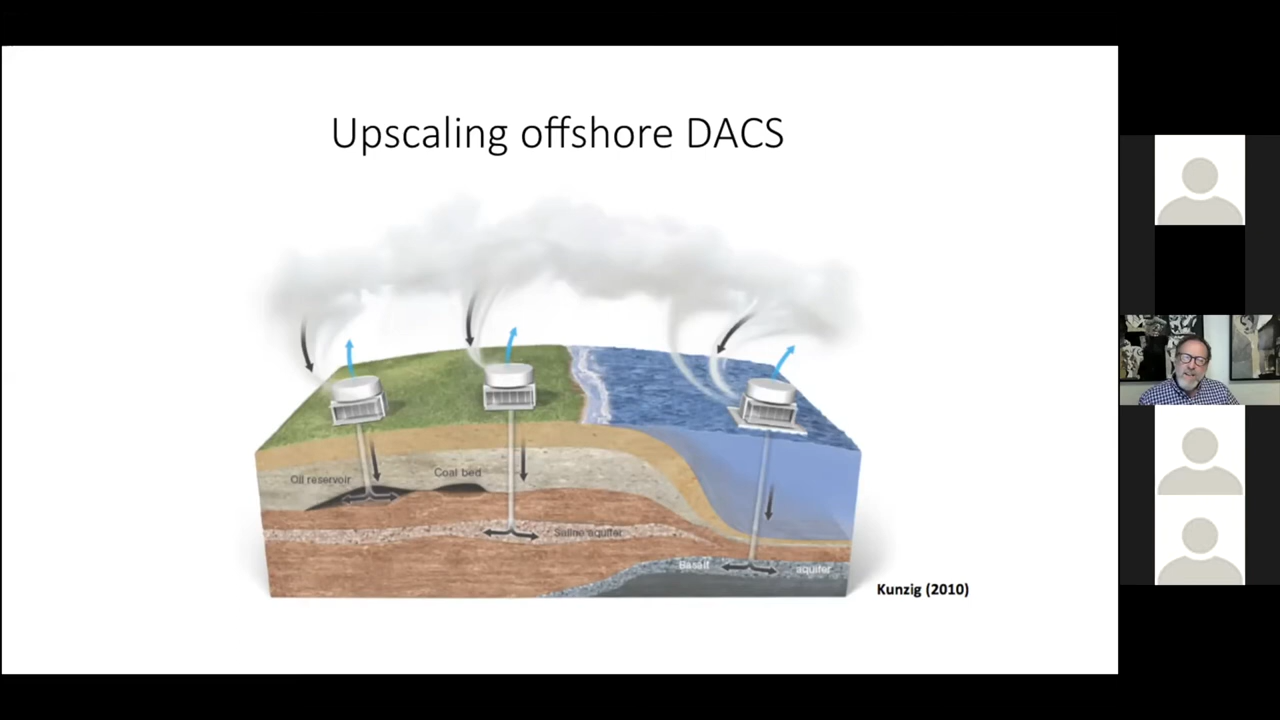 Upscaling offshore DACS
Oil reservoir
Coal bed
Saline aquifer
Basalt
aquifer
Kunzig (2010)